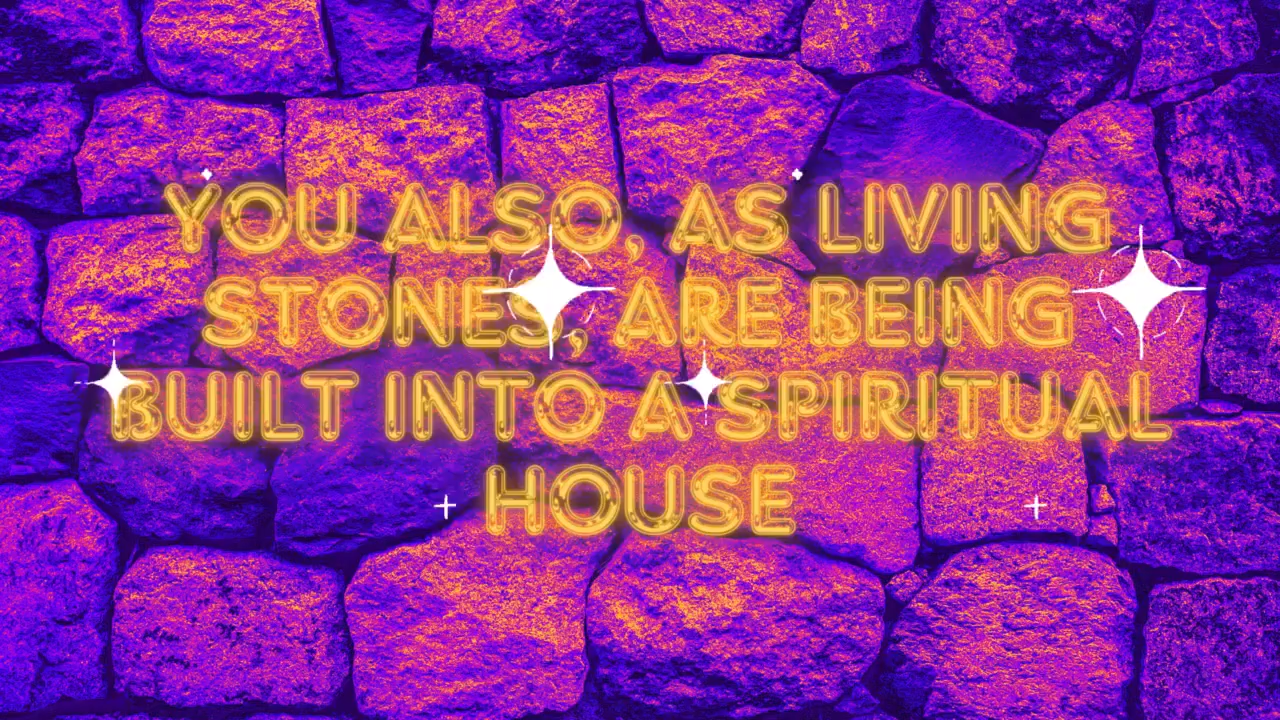 YOU ALSO, AS LIVING
STONES, ARE BEING
BUILT INTO A SPIRITUAL
HOUSE